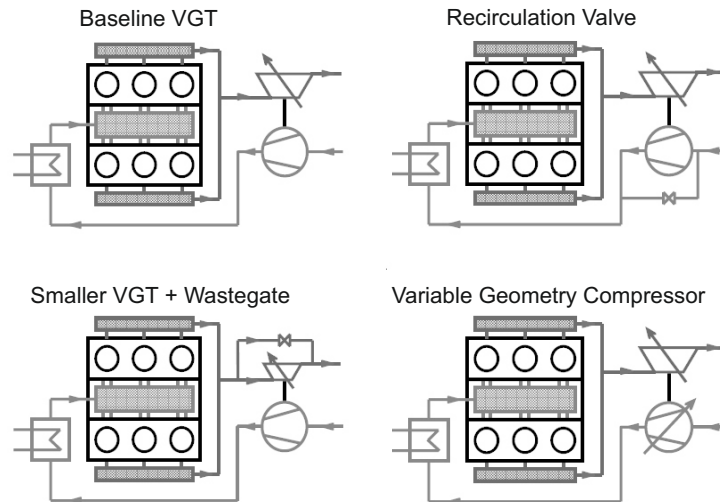 Baseline VGT
Recirculation Valve
Smaller VGT + Wastegate
Variable Geometry Compressor